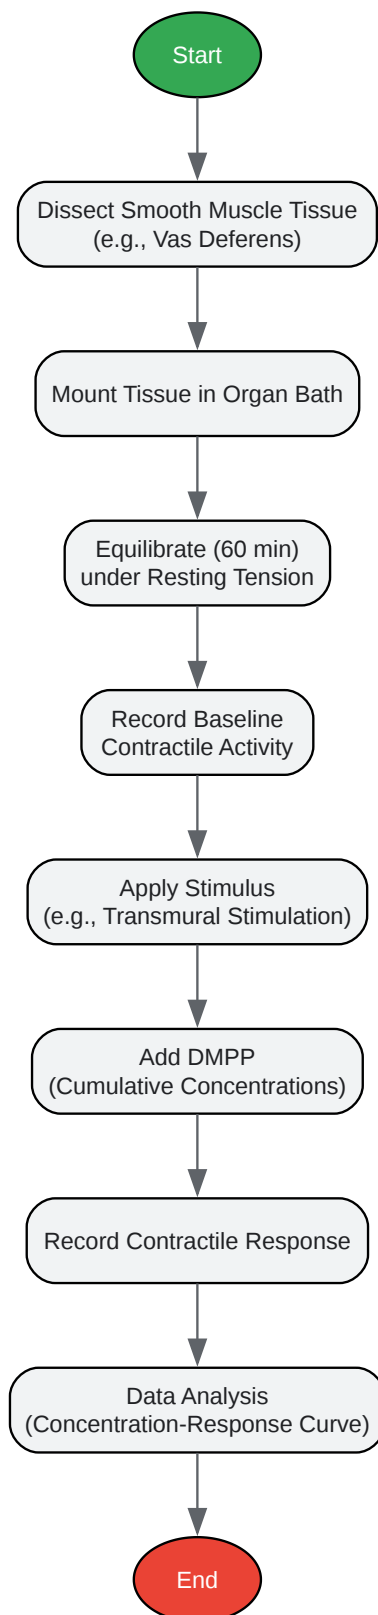 Start
Dissect Smooth Muscle Tissue
(e.g., Vas Deferens)
Mount Tissue in Organ Bath
Equilibrate (60 min)
under Resting Tension
Record Baseline
Contractile Activity
Apply Stimulus
(e.g., Transmural Stimulation)
Add DMPP
(Cumulative Concentrations)
Record Contractile Response
Data Analysis
(Concentration-Response Curve)
End